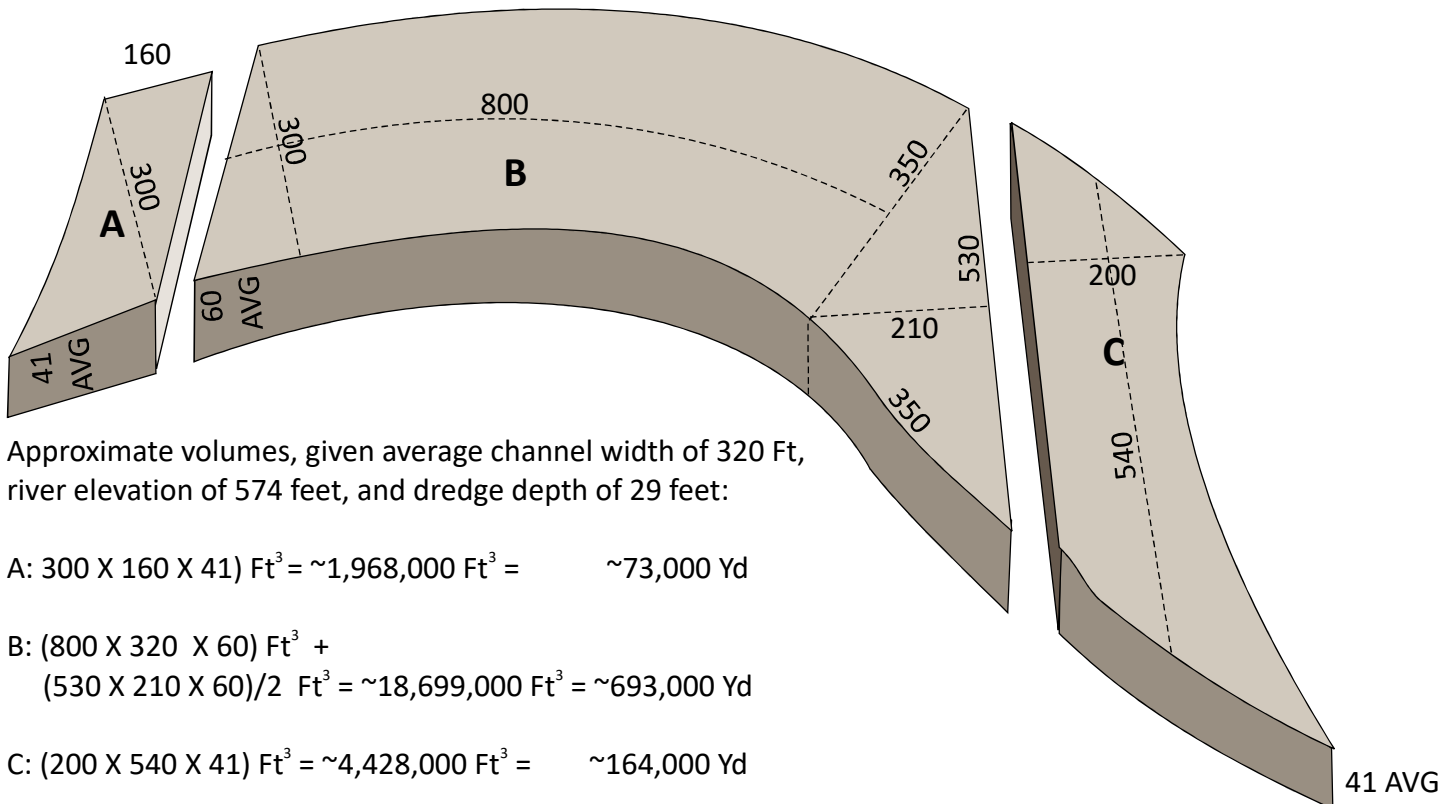 160
300
A
41
AVG
800
300
B
60
AVG
350
530
210
350
200
C
540
41 AVG
Approximate volumes, given average channel width of 320 Ft,
river elevation of 574 feet, and dredge depth of 29 feet:
A: 300 X 160 X 41) Ft³ = ~1,968,000 Ft³ = ~73,000 Yd
B: (800 X 320 X 60) Ft³ +
(530 X 210 X 60)/2 Ft³ = ~18,699,000 Ft³ = ~693,000 Yd
C: (200 X 540 X 41) Ft³ = ~4,428,000 Ft³ = ~164,000 Yd